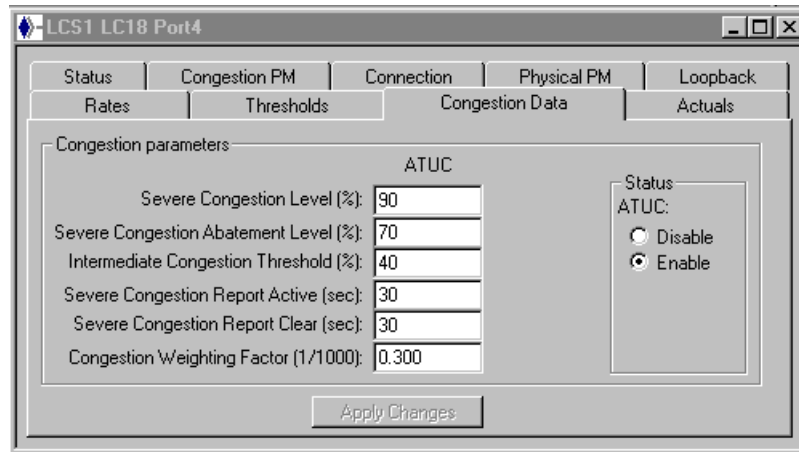 LCS1 LC18 Port4
Status Congestion PM Connection Physical PM Loopback
Rates Thresholds Congestion Data Actuals
Congestion parameters
ATUC
Severe Congestion Level (%): 90
Severe Congestion Abatement Level (%): 70
Intermediate Congestion Threshold (%): 40
Severe Congestion Report Active (sec): 30
Severe Congestion Report Clear (sec): 30
Congestion Weighting Factor (1/1000): 0.300
Status
ATUC:
Disable
Enable
Apply Changes